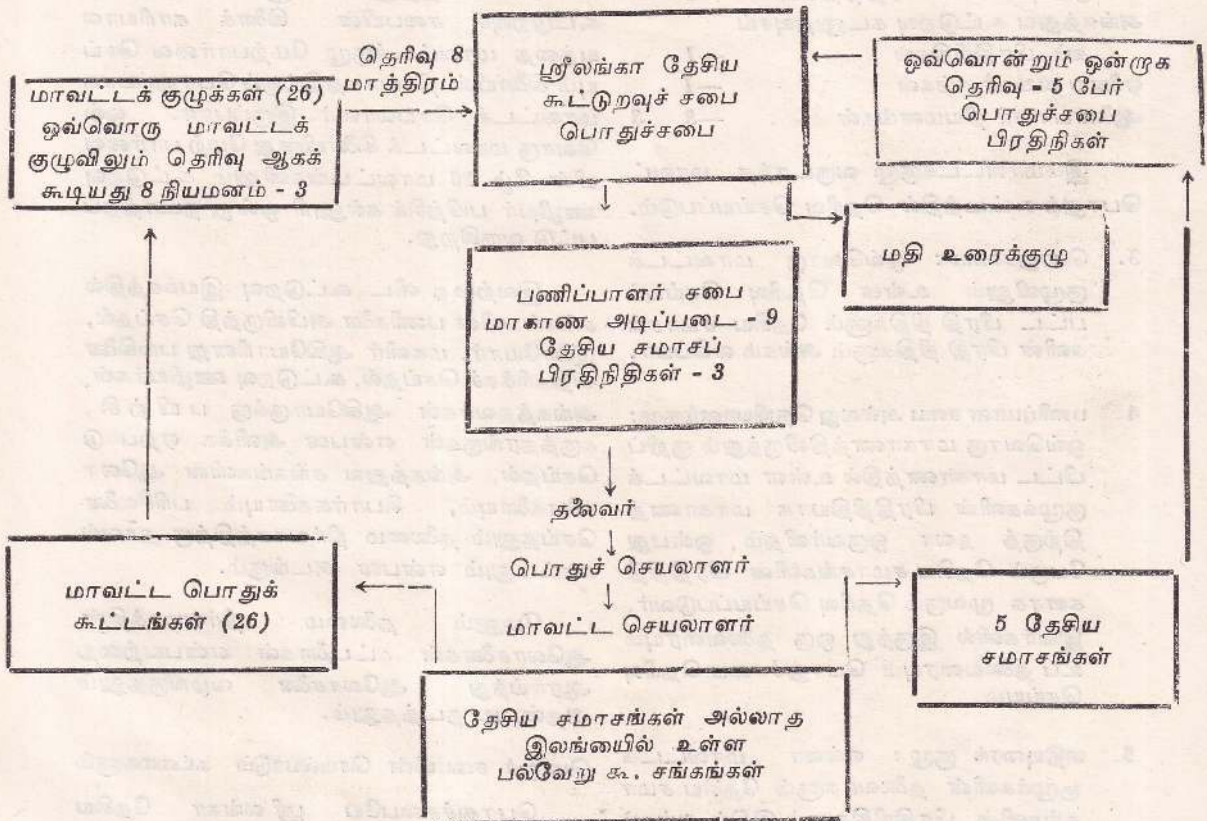 மாவட்டக் குழுக்கள் (26)
ஒவ்வொரு மாவட்டக்
குழுவிலும் தெரிவு ஆகக்
கூடியது 8 நியமனம் - 3
தெரிவு 8
மாத்திரம்
ஸ்ரீலங்கா தேசிய
கூட்டுறவுச் சபை
பொதுச்சபை
ஒவ்வொன்றும் ஒன்றாக
தெரிவு - 5 பேர்
பொதுச்சபை
பிரதிநிகள்
மதி உரைக்குழு
பணிப்பாளர் சபை
மாகாண அடிப்படை - 9
தேசிய சமாசப்
பிரதிநிதிகள் - 3
தலைவர்
பொதுச் செயலாளர்
மாவட்ட செயலாளர்
மாவட்ட பொதுக்
கூட்டங்கள் (26)
5 தேசிய
சமாசங்கள்
தேசிய சமாசங்கள் அல்லாத
இலங்யைில் உள்ள
பல்வேறு கூ. சங்கங்கள்